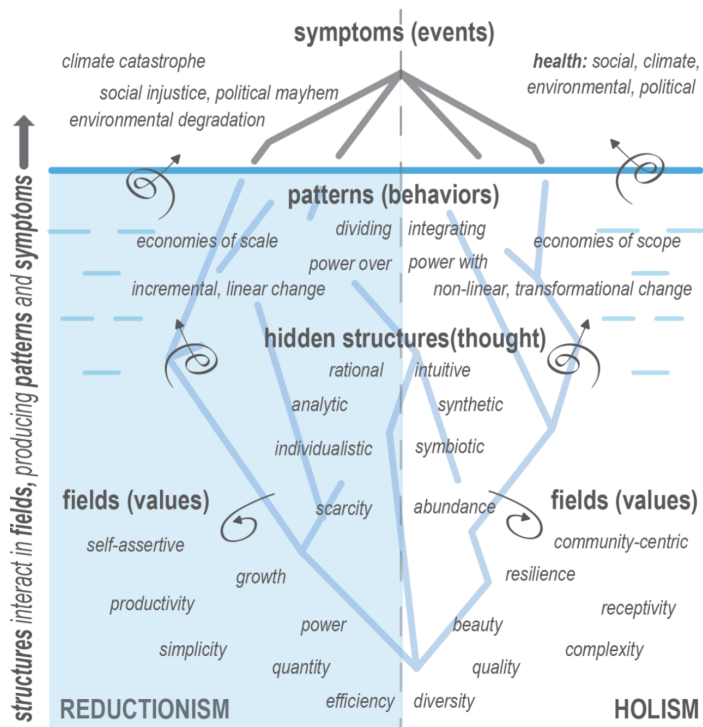 symptoms (events)
climate catastrophe
health: social, climate,
social injustice, political mayhem
environmental, political
environmental degradation
structures interact in fields, producing patterns and symptoms
patterns (behaviors)
dividing integrating
economies of scale
economies of scope
power over power with
incremental, linear change
non-linear, transformational change
hidden structures(thought)
rational intuitive
analytic synthetic
individualistic symbiotic
fields (values)
scarcity abundance
fields (values)
self-assertive
community-centric
growth
resilience
productivity
receptivity
power
beauty
simplicity
complexity
quantity
quality
efficiency diversity
REDUCTIONISM
HOLISM